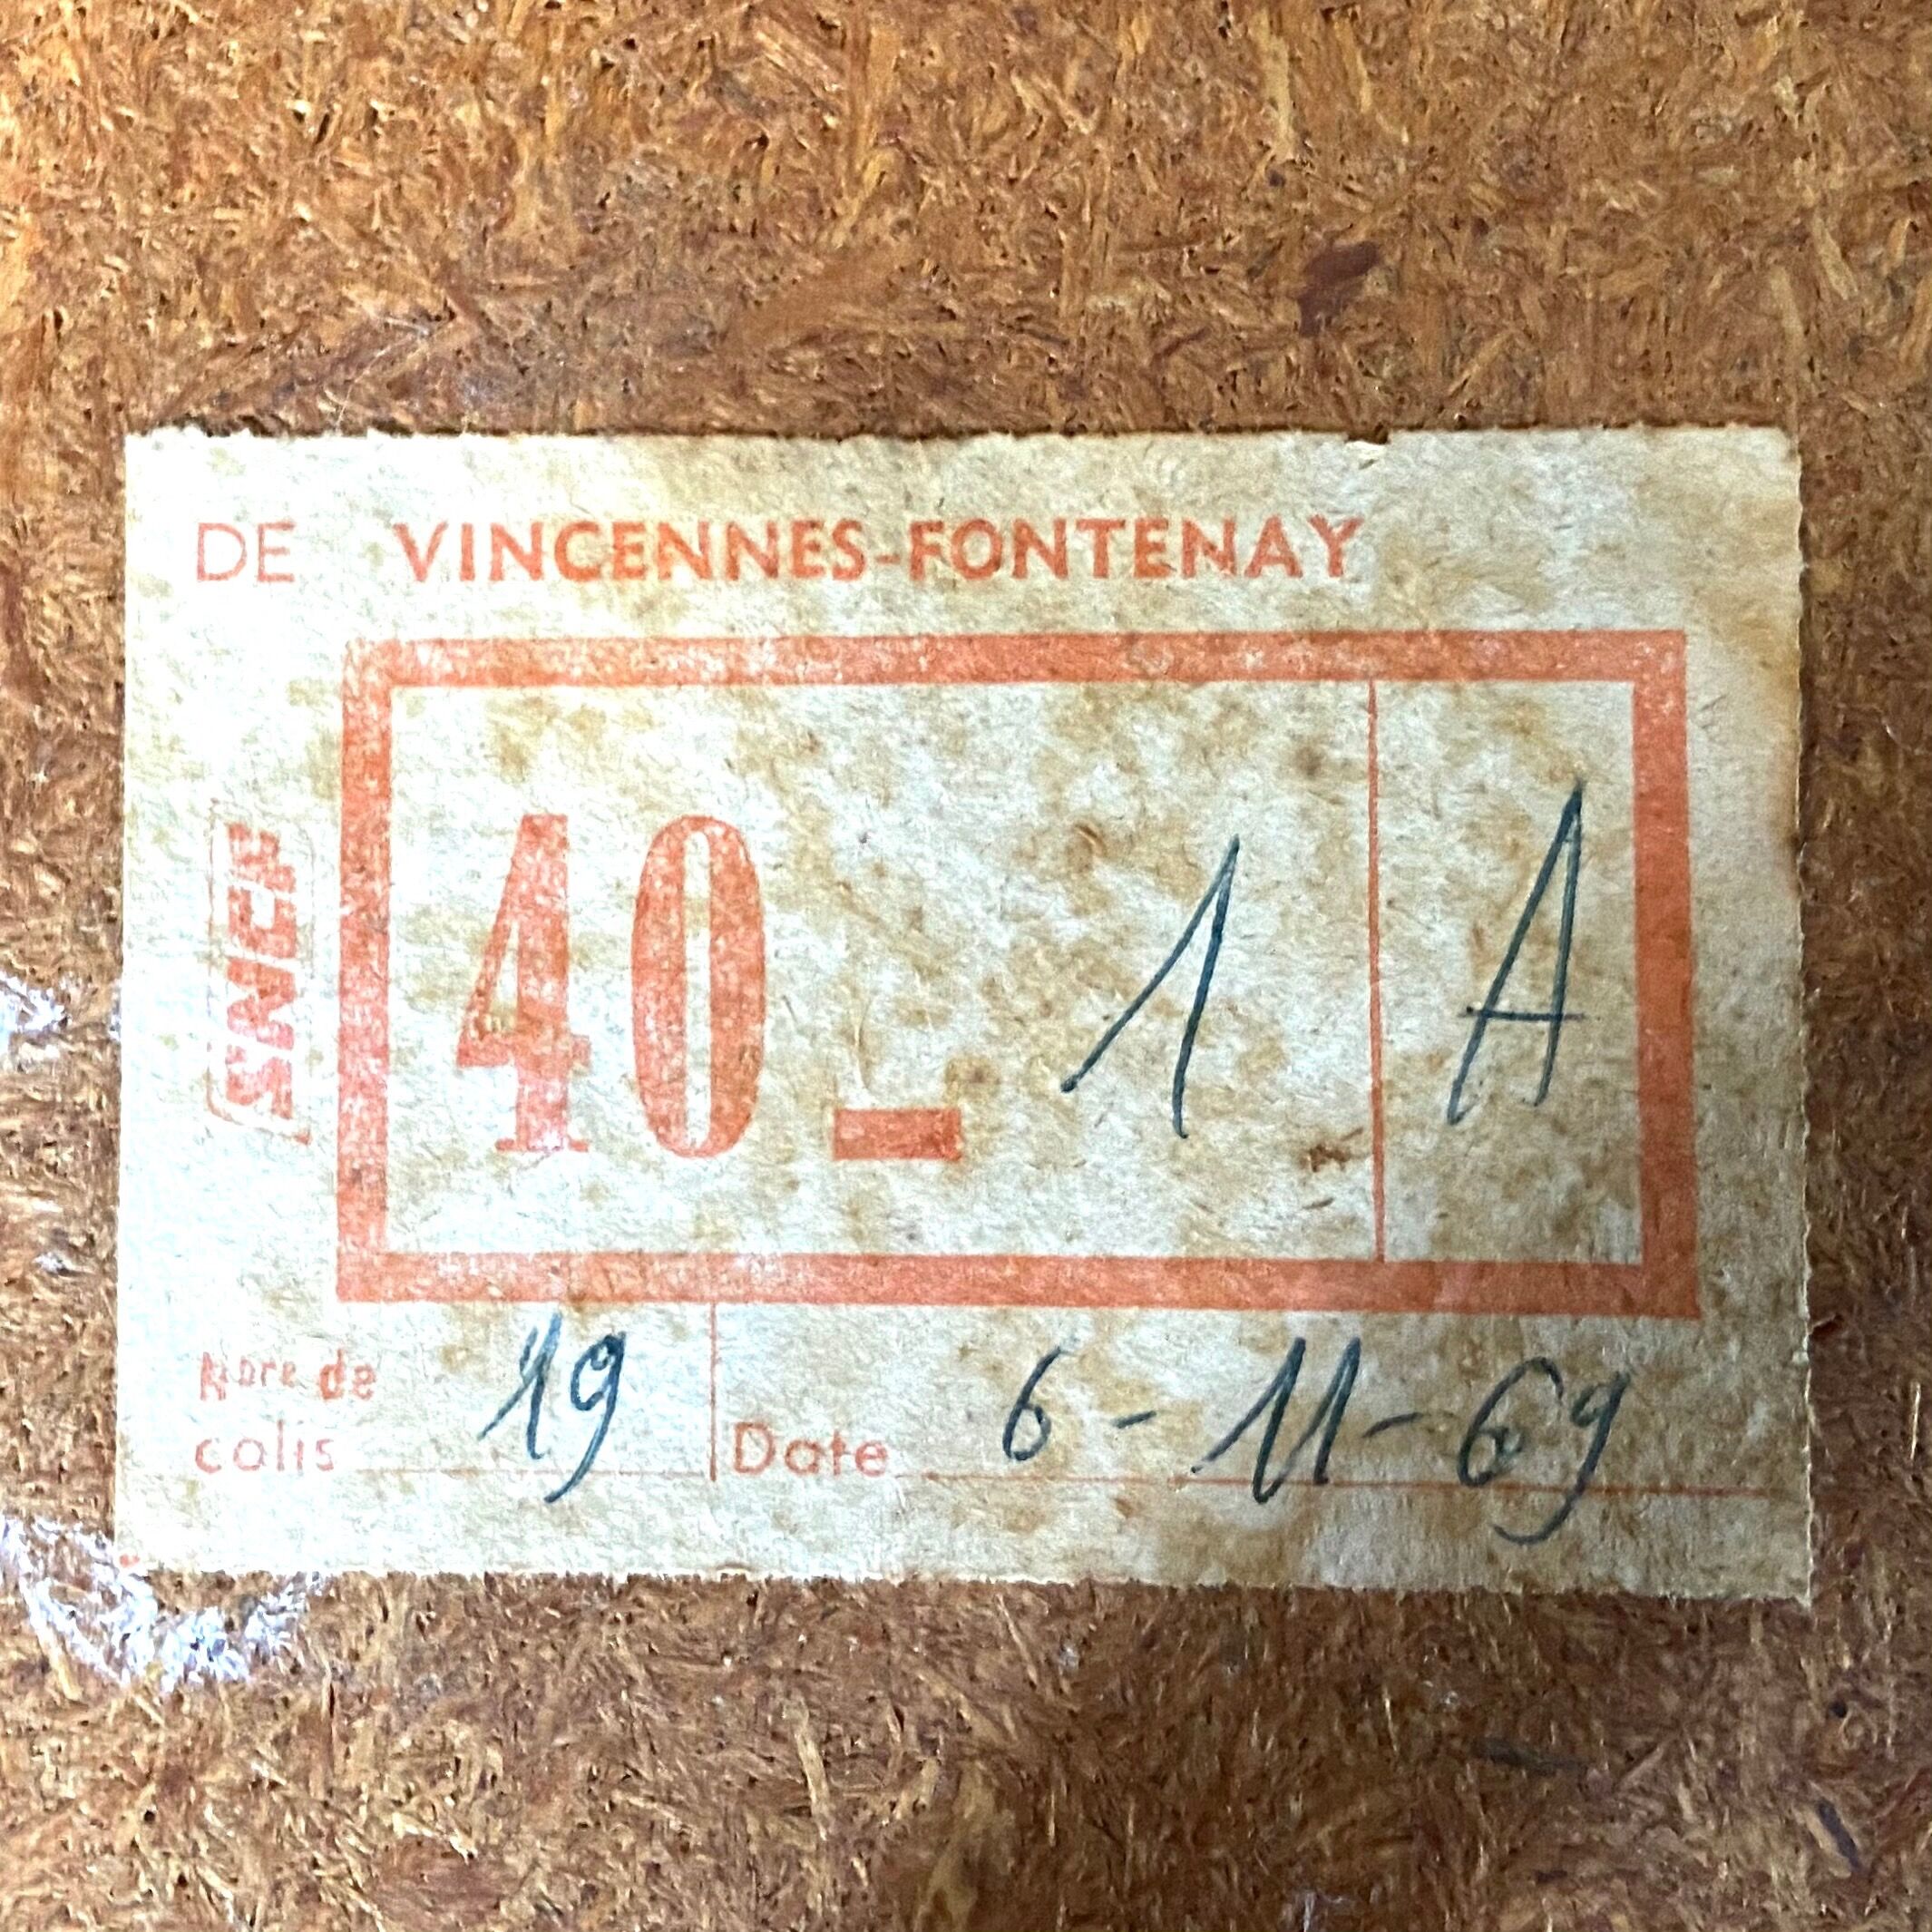 DE VINCENNES-FONTENAY
SNCF
40 - 1 A
Nbre de
colis 19 Date 6-11-69